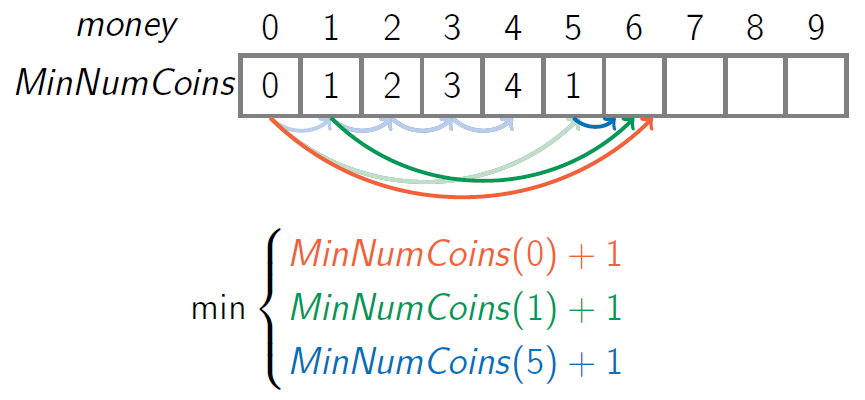 money 0 1 2 3 4 5 6 7 8 9
MinNumCoins 0 1 2 3 4 1
MinNumCoins(0) + 1
min { MinNumCoins(1) + 1
MinNumCoins(5) + 1